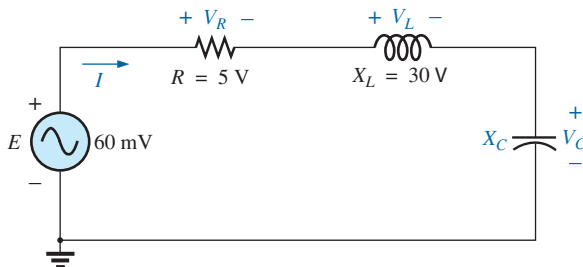 + V_R −
+ V_L −
I
R = 5 V
X_L = 30 V
+
E
60 mV
−
X_C
+
V_C
−